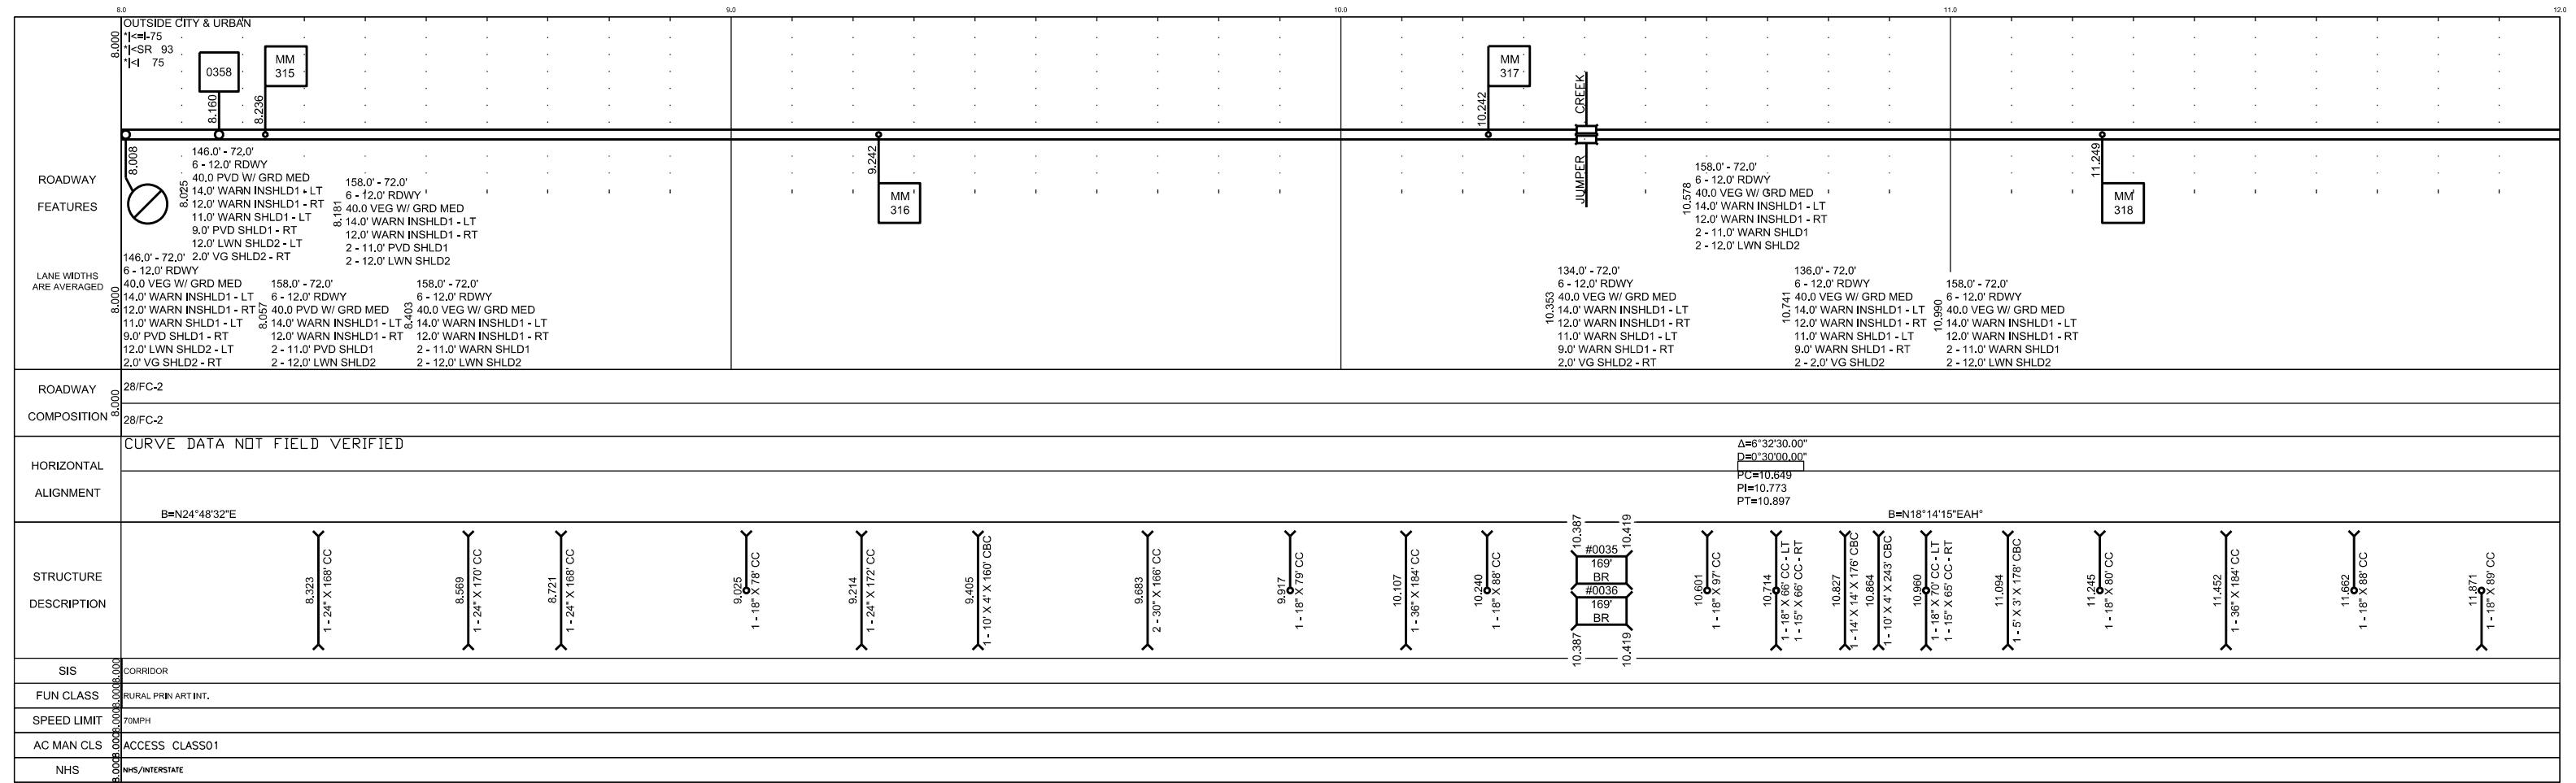 8.0
9.0
10.0
11.0
12.0
8.000
OUTSIDE CITY & URBAN
*|<=I-75
*|<SR 93
*|<I 75
0358
8.160
MM
315
8.236
MM
317
10.242
CREEK
JUMPER
ROADWAY
FEATURES
LANE WIDTHS
ARE AVERAGED
8.008
8.025
146.0' - 72.0'
6 - 12.0' RDWY
40.0 PVD W/ GRD MED
14.0' WARN INSHLD1 - LT
12.0' WARN INSHLD1 - RT
11.0' WARN SHLD1 - LT
9.0' PVD SHLD1 - RT
12.0' LWN SHLD2 - LT
2.0' VG SHLD2 - RT
8.181
158.0' - 72.0'
6 - 12.0' RDWY
40.0 VEG W/ GRD MED
14.0' WARN INSHLD1 - LT
12.0' WARN INSHLD1 - RT
2 - 11.0' PVD SHLD1
2 - 12.0' LWN SHLD2
9.242
MM
316
10.578
158.0' - 72.0'
6 - 12.0' RDWY
40.0 VEG W/ GRD MED
14.0' WARN INSHLD1 - LT
12.0' WARN INSHLD1 - RT
2 - 11.0' WARN SHLD1
2 - 12.0' LWN SHLD2
11.249
MM
318
8.000
146.0' - 72.0'
6 - 12.0' RDWY
40.0 VEG W/ GRD MED
14.0' WARN INSHLD1 - LT
12.0' WARN INSHLD1 - RT
11.0' WARN SHLD1 - LT
9.0' PVD SHLD1 - RT
12.0' LWN SHLD2 - LT
2.0' VG SHLD2 - RT
8.057
158.0' - 72.0'
6 - 12.0' RDWY
40.0 PVD W/ GRD MED
14.0' WARN INSHLD1 - LT
12.0' WARN INSHLD1 - RT
2 - 11.0' PVD SHLD1
2 - 12.0' LWN SHLD2
8.403
158.0' - 72.0'
6 - 12.0' RDWY
40.0 VEG W/ GRD MED
14.0' WARN INSHLD1 - LT
12.0' WARN INSHLD1 - RT
2 - 11.0' WARN SHLD1
2 - 12.0' LWN SHLD2
10.353
134.0' - 72.0'
6 - 12.0' RDWY
40.0 VEG W/ GRD MED
14.0' WARN INSHLD1 - LT
12.0' WARN INSHLD1 - RT
11.0' WARN SHLD1 - LT
9.0' WARN SHLD1 - RT
2.0' VG SHLD2 - RT
10.741
136.0' - 72.0'
6 - 12.0' RDWY
40.0 VEG W/ GRD MED
14.0' WARN INSHLD1 - LT
12.0' WARN INSHLD1 - RT
11.0' WARN SHLD1 - LT
9.0' WARN SHLD1 - RT
2 - 2.0' VG SHLD2
10.990
158.0' - 72.0'
6 - 12.0' RDWY
40.0 VEG W/ GRD MED
14.0' WARN INSHLD1 - LT
12.0' WARN INSHLD1 - RT
2 - 11.0' WARN SHLD1
2 - 12.0' LWN SHLD2
ROADWAY
COMPOSITION
8.000
28/FC-2
28/FC-2
HORIZONTAL
ALIGNMENT
CURVE DATA NOT FIELD VERIFIED
B=N24°48'32"E
Δ=6°32'30.00"
D=0°30'00.00"
PC=10.649
PI=10.773
PT=10.897
B=N18°14'15"EAH°
STRUCTURE
DESCRIPTION
8.323
1 - 24" X 168' CC
8.569
1 - 24" X 170' CC
8.721
1 - 24" X 168' CC
9.025
1 - 18" X 78' CC
9.214
1 - 24" X 172' CC
9.405
1 - 10' X 4' X 160' CBC
9.683
2 - 30" X 166' CC
9.917
1 - 18" X 79' CC
10.107
1 - 36" X 184' CC
10.240
1 - 18" X 88' CC
10.387
10.419
#0035
169'
BR
#0036
169'
BR
10.387
10.419
10.601
1 - 18" X 97' CC
10.714
1 - 18" X 66' CC - LT
1 - 15" X 66' CC - RT
10.827
1 - 14' X 14' X 176' CBC
10.864
1 - 10' X 4' X 243' CBC
10.960
1 - 18" X 70' CC - LT
1 - 15" X 65' CC - RT
11.094
1 - 5' X 3' X 178' CBC
11.245
1 - 18" X 80' CC
11.452
1 - 36" X 184' CC
11.662
1 - 18" X 88' CC
11.871
1 - 18" X 89' CC
SIS
8.000
CORRIDOR
FUN CLASS
8.000
RURAL PRIN ART INT.
SPEED LIMIT
8.000
70MPH
AC MAN CLS
8.000
ACCESS CLASS01
NHS
8.000
NHS/INTERSTATE